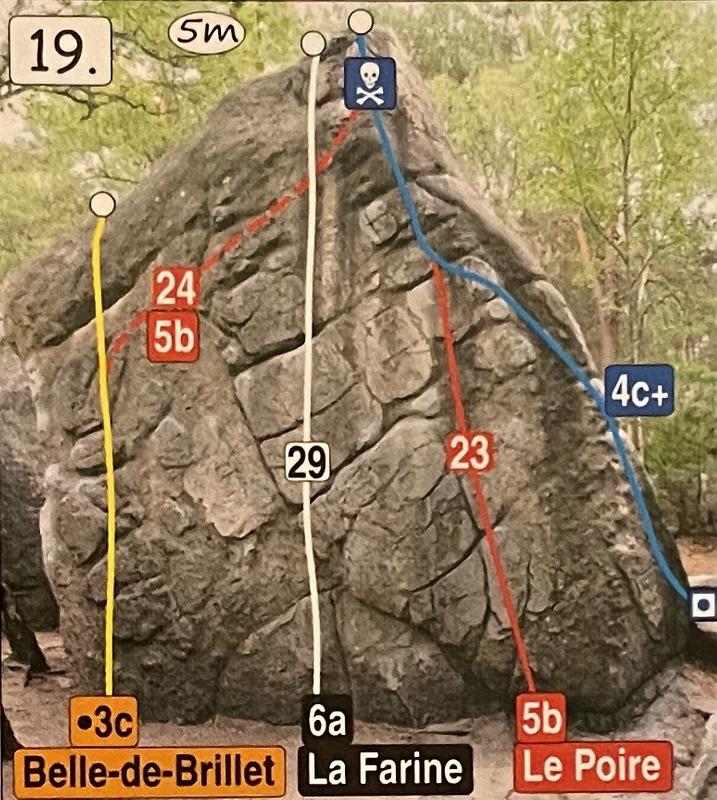 19.
5m
24
5b
4c+
29
23
•3c
6a
5b
Belle-de-Brillet
La Farine
Le Poire